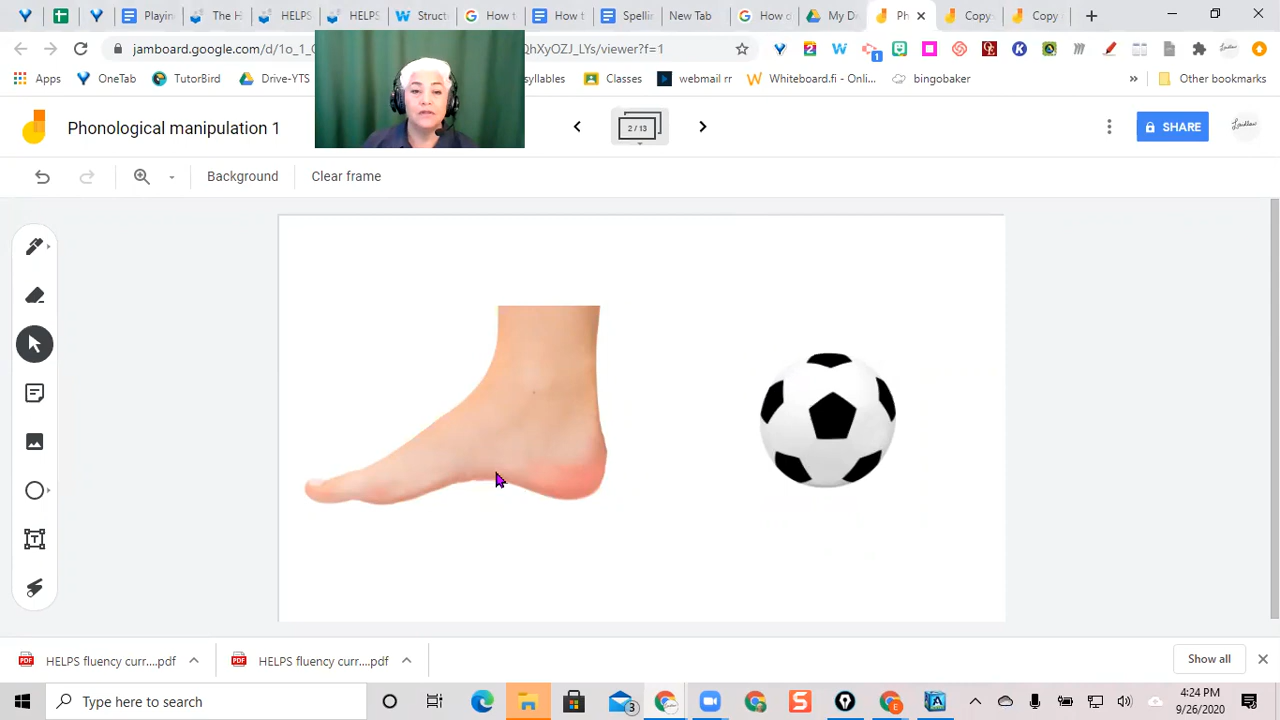 Playin
The H
HELPS
HELPS
Struct
How t
How t
Spellin
New Tab
how c
My Dr
Ph
Copy
Copy
jamboard.google.com/d/1o_1_
QhXyOZJ_LYs/viewer?f=1
Apps
OneTab
TutorBird
Drive-YTS
syllables
Classes
webmail rr
Whiteboard.fi - Onli...
bingobaker
»
Other bookmarks
Phonological manipulation 1
2 / 13
SHARE
Background
Clear frame
HELPS fluency curr....pdf
HELPS fluency curr....pdf
Show all
Type here to search
3
4:24 PM
9/26/2020